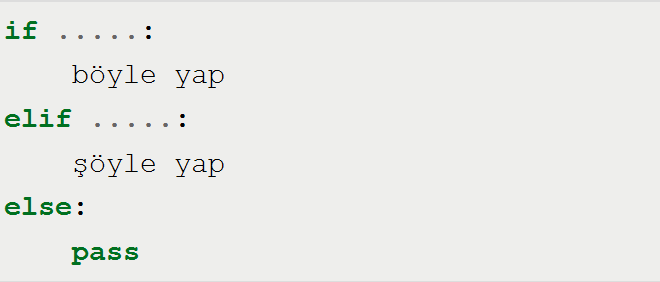 if .....:
    böyle yap
elif .....:
    şöyle yap
else:
    pass